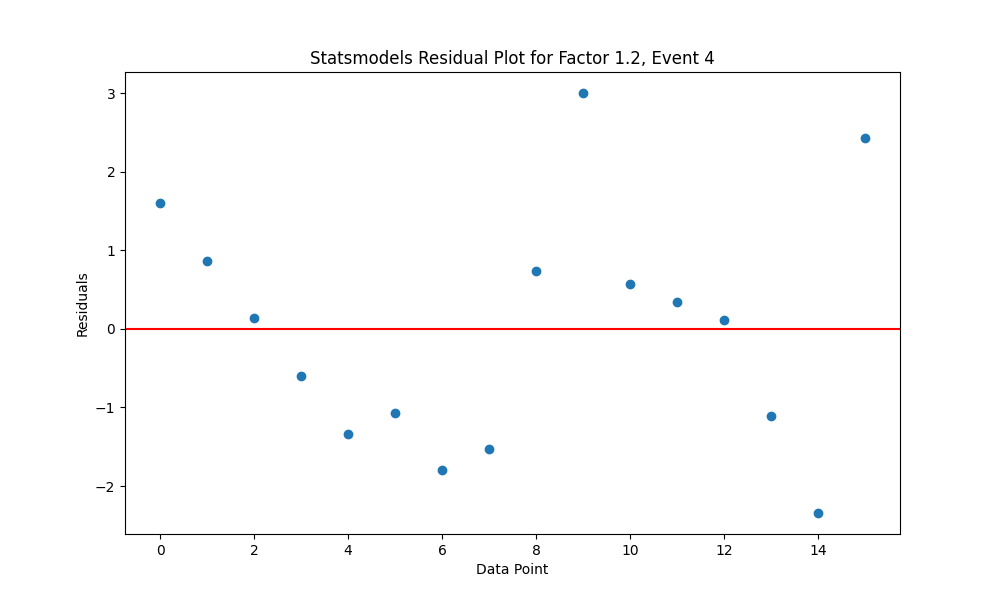 Statsmodels Residual Plot for Factor 1.2, Event 4
3
2
1
0
−1
−2
Residuals
0 2 4 6 8 10 12 14
Data Point